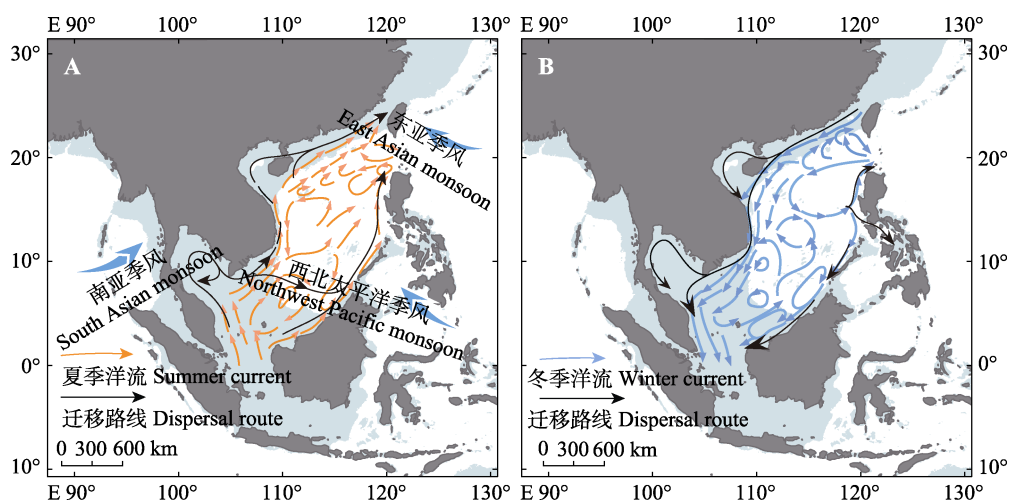 E 90° 100° 110° 120° 130°
E 90° 100° 110° 120° 130°
30°
20°
10°
0°
10°
A
东亚季风
East Asian monsoon
南亚季风
South Asian monsoon
西北太平洋季风
Northwest Pacific monsoon
夏季洋流 Summer current
迁移路线 Dispersal route
0 300 600 km
E 90° 100° 110° 120° 130°
B
30°
20°
10°
0°
10°
冬季洋流 Winter current
迁移路线 Dispersal route
0 300 600 km
E 90° 100° 110° 120° 130°